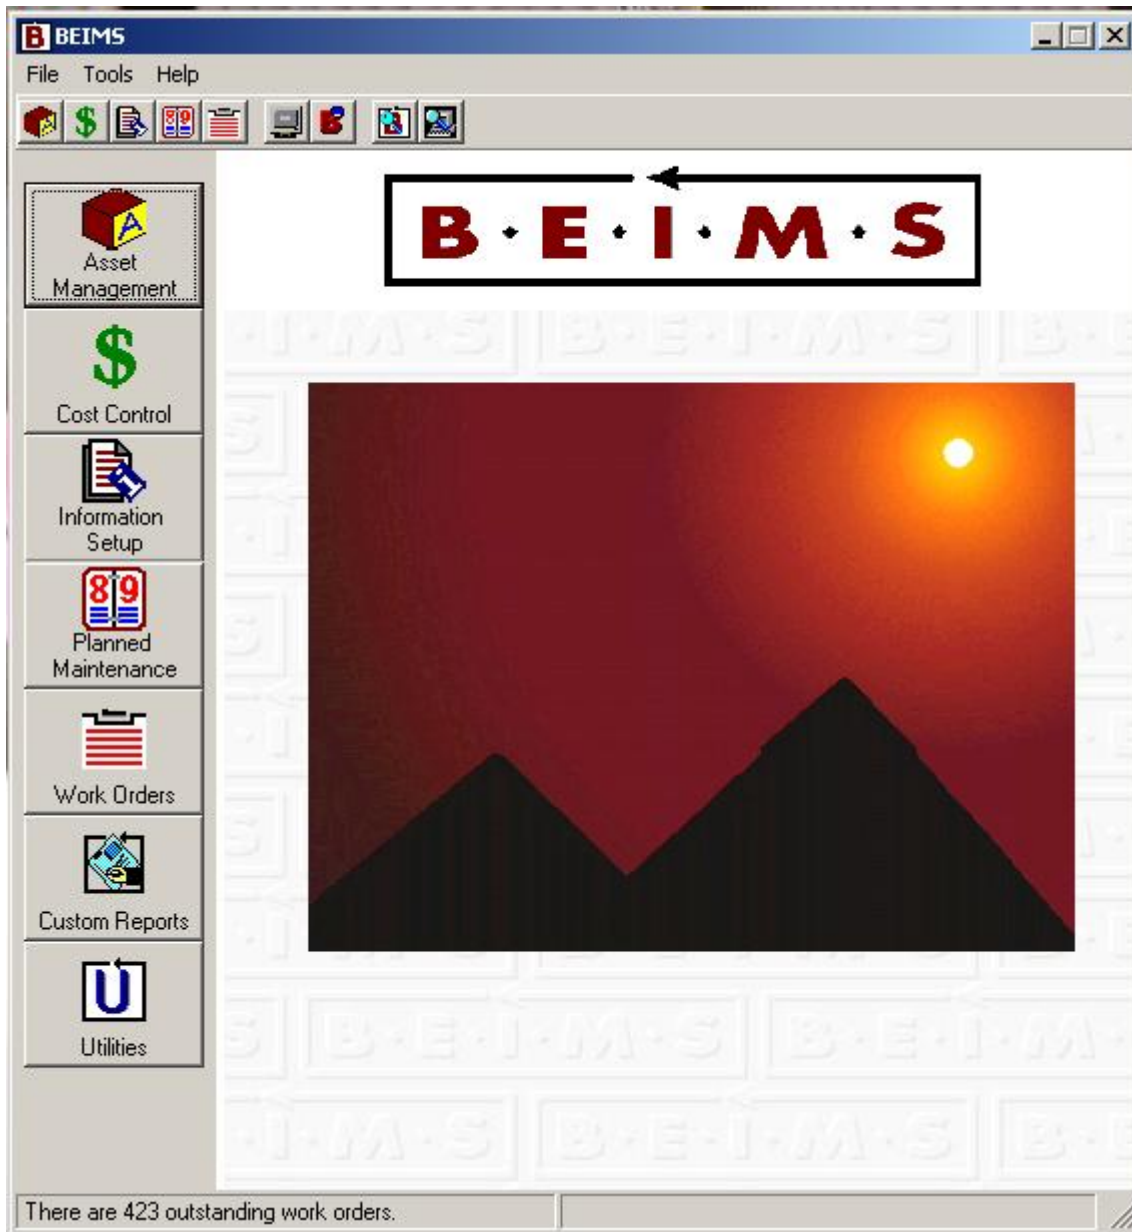 BEIMS
File Tools Help
B·E·I·M·S
Asset
Management
Cost Control
Information
Setup
Planned
Maintenance
Work Orders
Custom Reports
Utilities
There are 423 outstanding work orders.